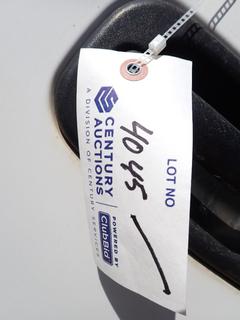 LOT NO
4045
CENTURY
AUCTIONS
A DIVISION OF CENTURY SERVICES
POWERED BY
ClubBid